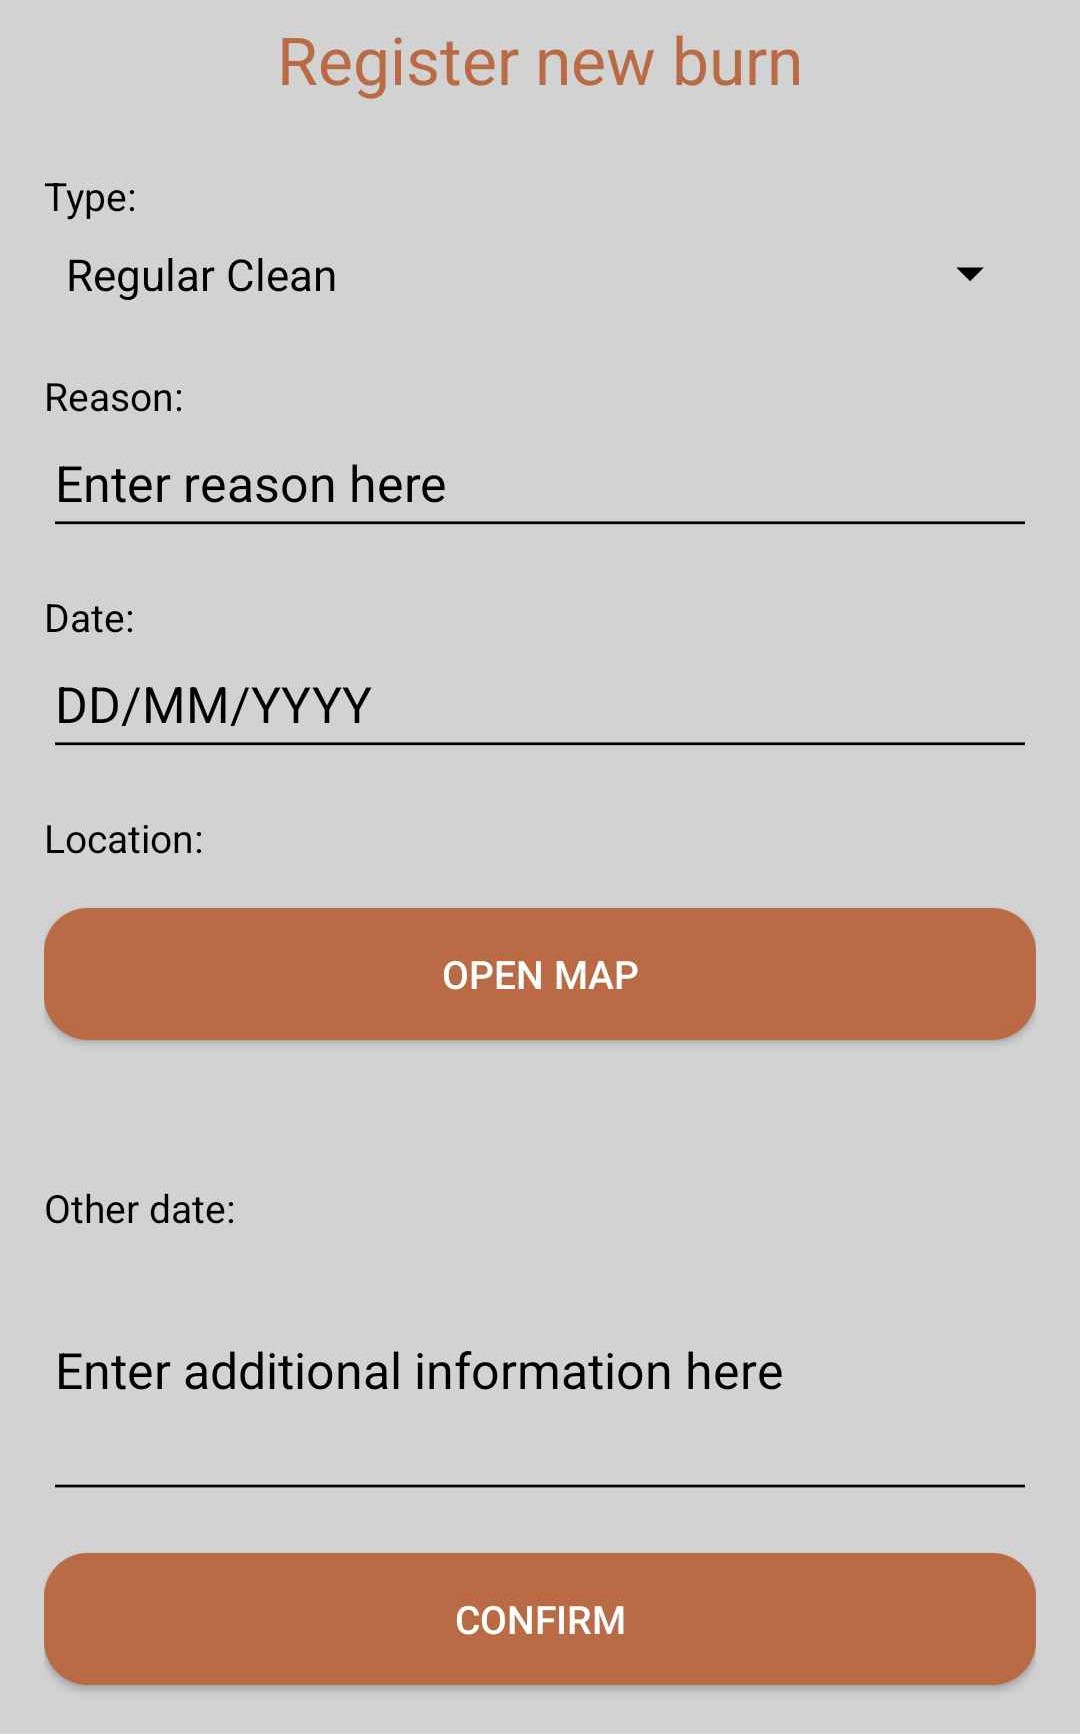 Register new burn
Type:
Regular Clean
Reason:
Enter reason here
Date:
DD/MM/YYYY
Location:
OPEN MAP
Other date:
Enter additional information here
CONFIRM